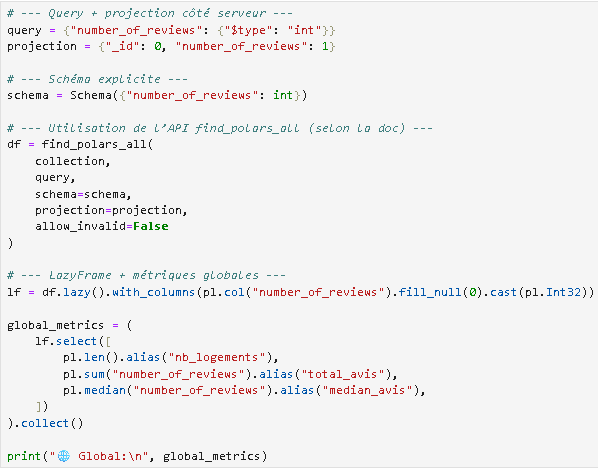 # --- Query + projection côté serveur ---
query = {"number_of_reviews": {"$type": "int"}}
projection = {"_id": 0, "number_of_reviews": 1}
# --- Schéma explicite ---
schema = Schema({"number_of_reviews": int})
# --- Utilisation de l'API find_polars_all (selon la doc) ---
df = find_polars_all(
    collection,
    query,
    schema=schema,
    projection=projection,
    allow_invalid=False
)
# --- LazyFrame + métriques globales ---
lf = df.lazy().with_columns(pl.col("number_of_reviews").fill_null(0).cast(pl.Int32))
global_metrics = (
    lf.select([
        pl.len().alias("nb_logements"),
        pl.sum("number_of_reviews").alias("total_avis"),
        pl.median("number_of_reviews").alias("median_avis"),
    ])
).collect()
print("🌐 Global:\n", global_metrics)